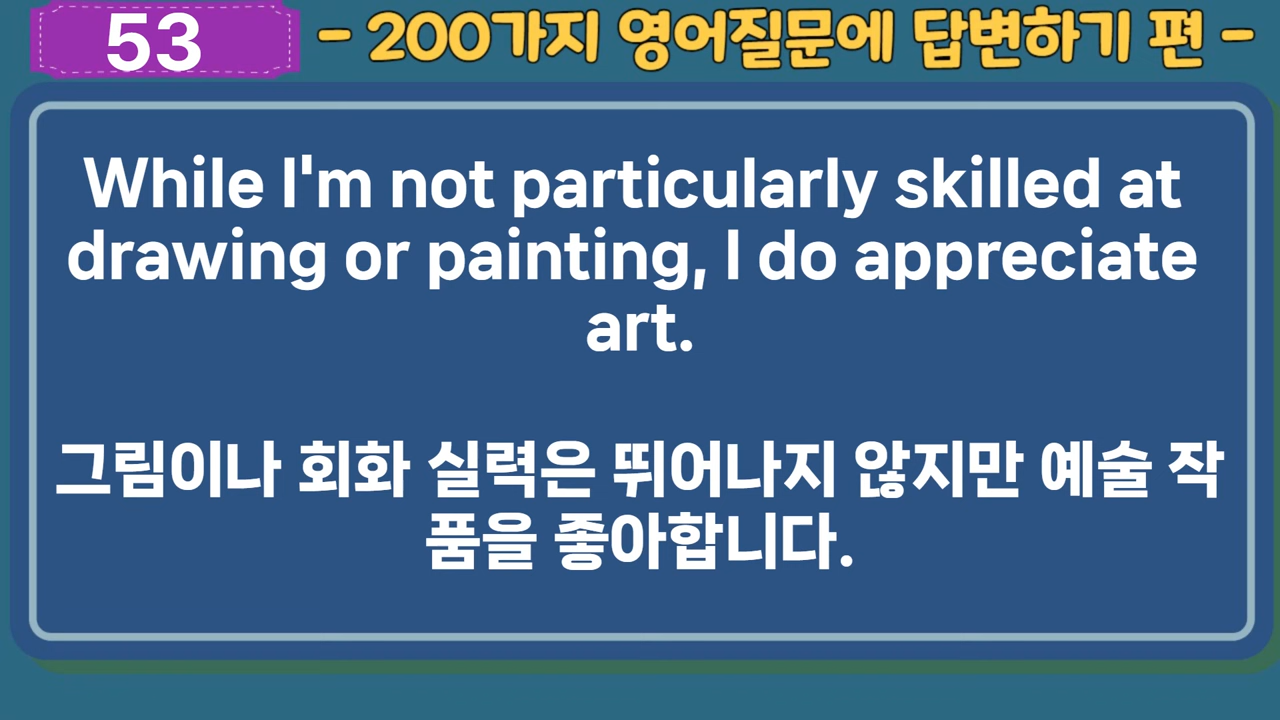 53
- 200가지 영어질문에 답변하기 편 -
While I'm not particularly skilled at
drawing or painting, I do appreciate
art.
그림이나 회화 실력은 뛰어나지 않지만 예술 작
품을 좋아합니다.